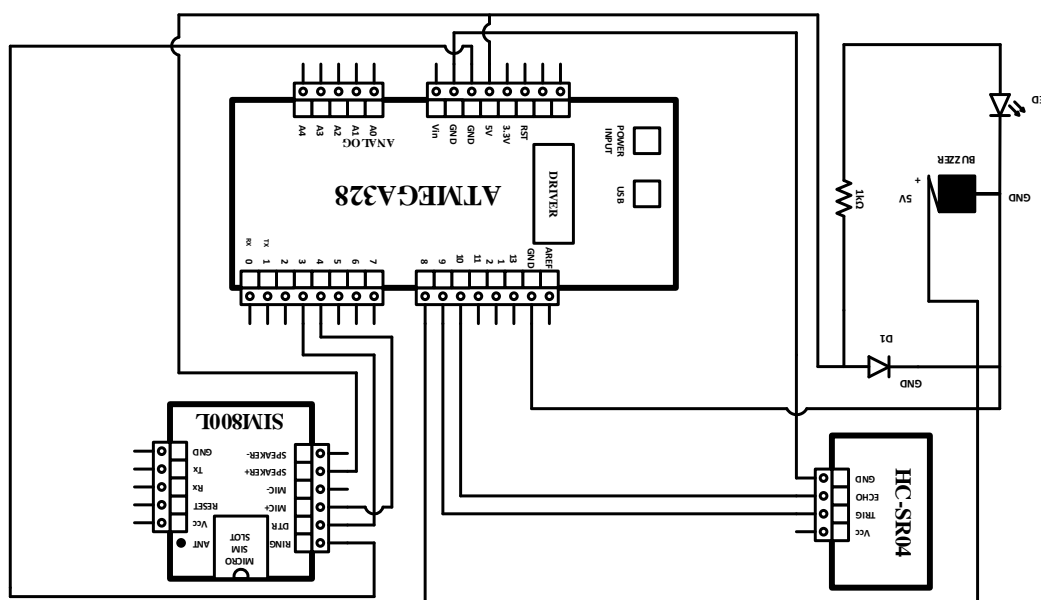 A4
A3
A2
A1
A0
ANALOG
Vin
GND
GND
5V
3.3V
RST
POWER
INPUT
USB
DRIVER
ATMEGA328
RX
TX
0
1
2
3
4
5
6
7
8
9
10
11
2
1
13
GND
AREF
ED
BUZZER
+
5V
GND
1kΩ
D1
GND
SIM800L
GND
Tx
Rx
RESET
Vcc
ANT
SPEAKER-
SPEAKER+
MIC-
MIC+
DTR
RING
MICRO
SIM
SLOT
HC-SR04
GND
ECHO
TRIG
Vcc